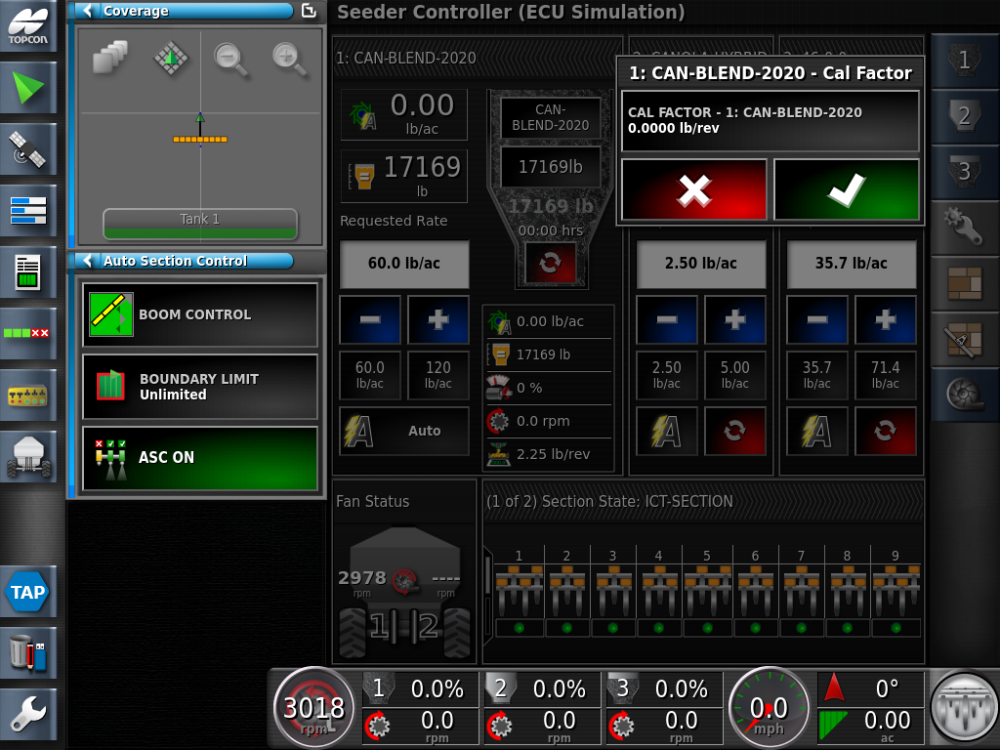 TOPCON
Coverage
Tank 1
Auto Section Control
BOOM CONTROL
BOUNDARY LIMIT
Unlimited
ASC ON
TAP
Seeder Controller (ECU Simulation)
1: CAN-BLEND-2020
0.00
lb/ac
17169
lb
Requested Rate
60.0 lb/ac
60.0
lb/ac
120
lb/ac
A
Auto
CAN-
BLEND-2020
17169lb
17169 lb
00:00 hrs
0.00 lb/ac
17169 lb
0 %
0.0 rpm
2.25 lb/rev
1: CAN-BLEND-2020 - Cal Factor
CAL FACTOR - 1: CAN-BLEND-2020
0.0000 lb/rev
2.50 lb/ac
2.50
lb/ac
5.00
lb/ac
A
35.7 lb/ac
35.7
lb/ac
71.4
lb/ac
A
1
2
3
Fan Status
2978
rpm
----
rpm
1 2
(1 of 2) Section State: ICT-SECTION
1 2 3 4 5 6 7 8 9
3018
rpm
1
1 0.0%
0.0
rpm
2 0.0%
0.0
rpm
3 0.0%
0.0
rpm
0.0
mph
0°
0.00
ac